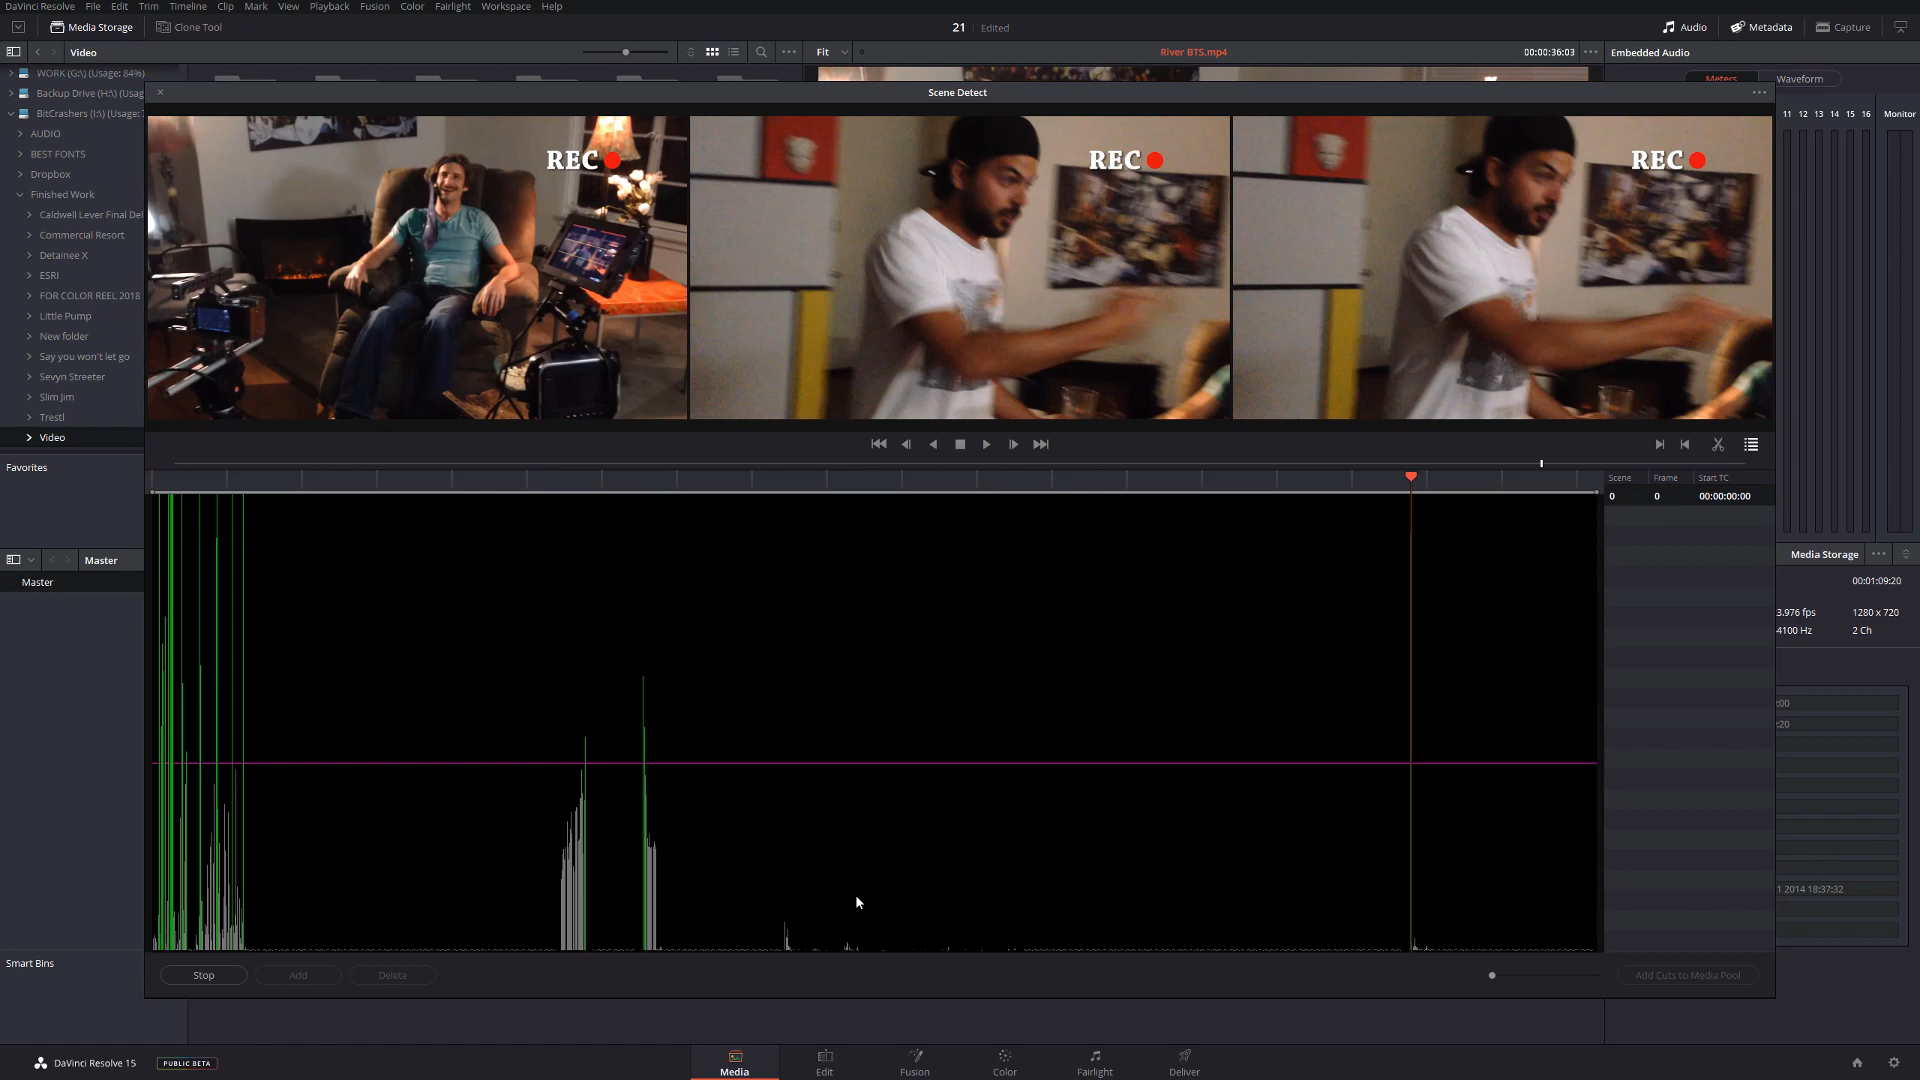 DaVinci Resolve File Edit Trim Timeline Clip Mark View Playback Fusion Color Fairlight Workspace Help
Media Storage Clone Tool 21 Edited Audio Metadata Capture
Video Fit River BTS.mp4 00:00:36:03 Embedded Audio
WORK (G:\) (Usage: 84%)
Meters Waveform
Backup Drive (H:\) (Usag
Scene Detect
BitCrashers (I:\) (Usage:
11 12 13 14 15 16 Monitor
AUDIO
BEST FONTS
REC REC REC
Dropbox
Finished Work
Caldwell Lever Final Del
Commercial Resort
Detainee X
ESRI
FOR COLOR REEL 2018
Little Pump
New folder
Say you won't let go
Sevyn Streeter
Slim Jim
Trestl
Video
Favorites
Scene Frame Start TC
0 0 00:00:00:00
Master
Media Storage
Master
00:01:09:20
3.976 fps 1280 x 720
4100 Hz 2 Ch
:00
:20
1 2014 18:37:32
Smart Bins
Stop Add Delete Add Cuts to Media Pool
DaVinci Resolve 15 PUBLIC BETA
Media Edit Fusion Color Fairlight Deliver